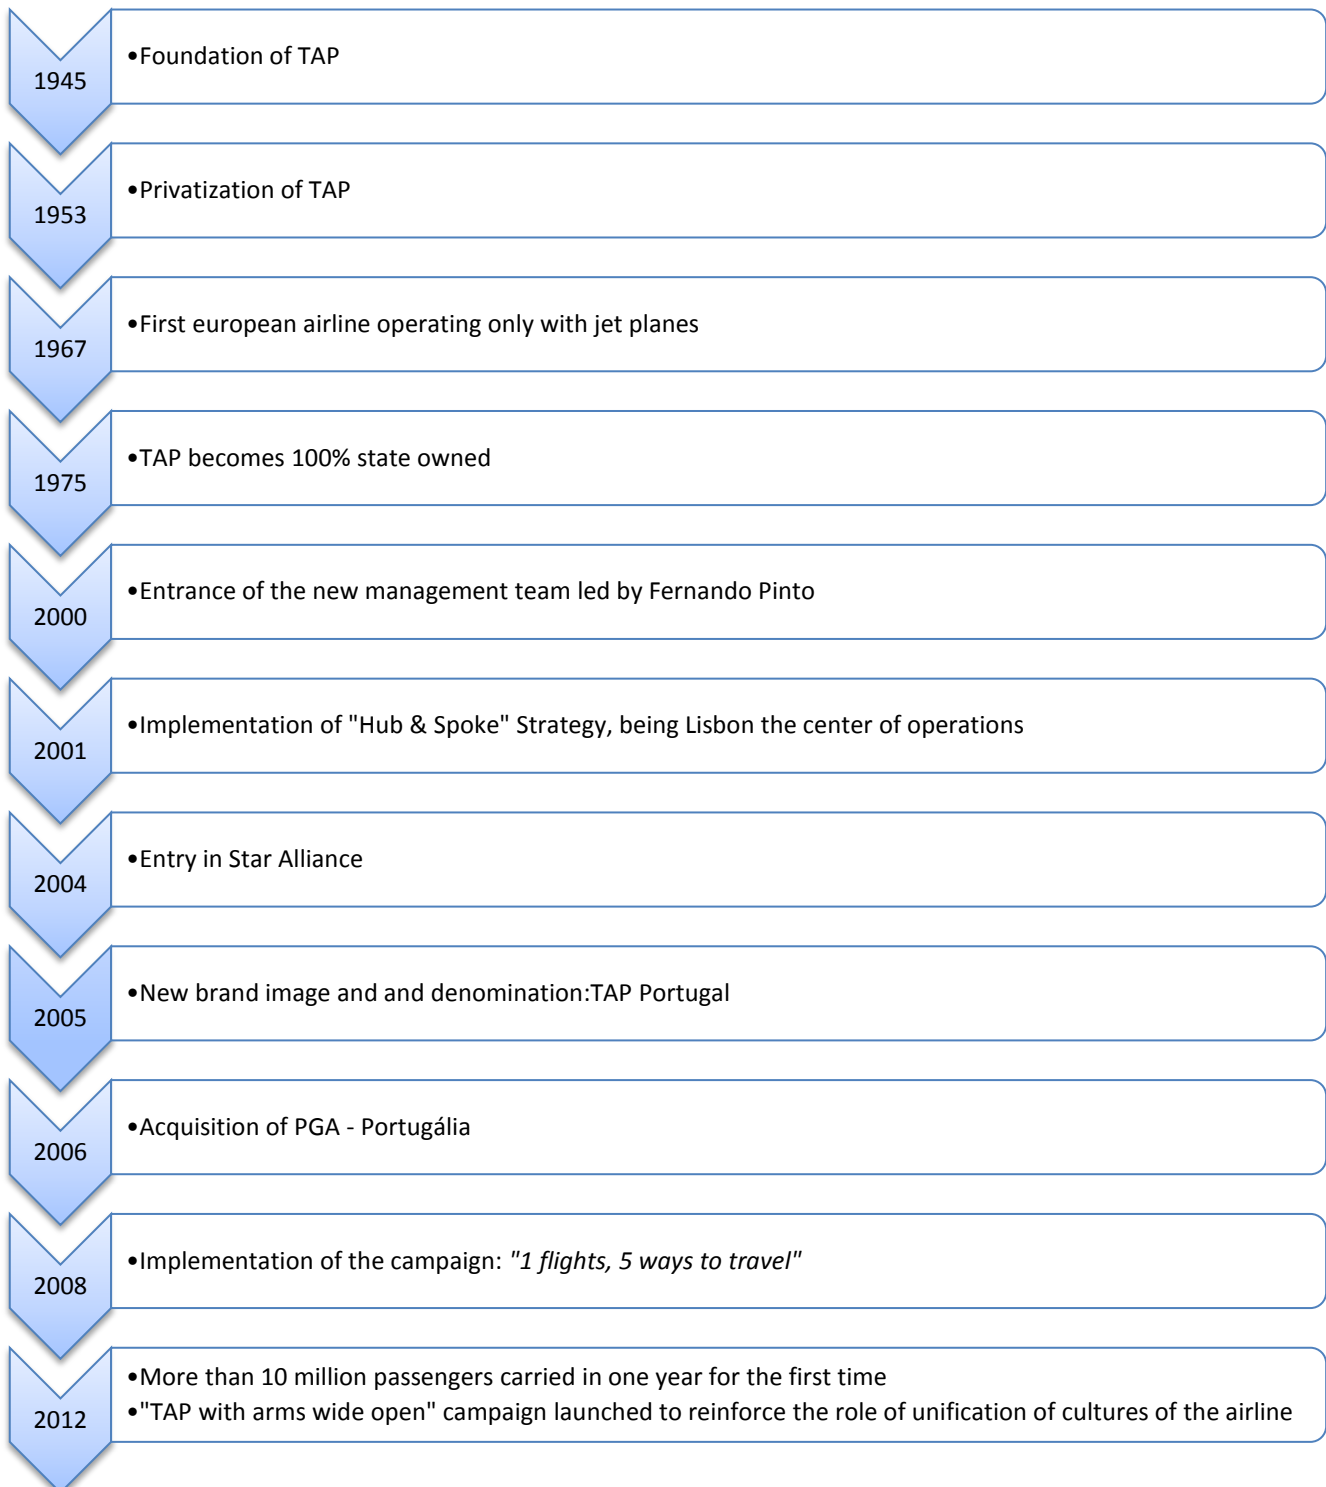 1945
•Foundation of TAP
1953
•Privatization of TAP
1967
•First european airline operating only with jet planes
1975
•TAP becomes 100% state owned
2000
•Entrance of the new management team led by Fernando Pinto
2001
•Implementation of "Hub & Spoke" Strategy, being Lisbon the center of operations
2004
•Entry in Star Alliance
2005
•New brand image and and denomination:TAP Portugal
2006
•Acquisition of PGA - Portugália
2008
•Implementation of the campaign: "1 flights, 5 ways to travel"
2012
•More than 10 million passengers carried in one year for the first time
•"TAP with arms wide open" campaign launched to reinforce the role of unification of cultures of the airline